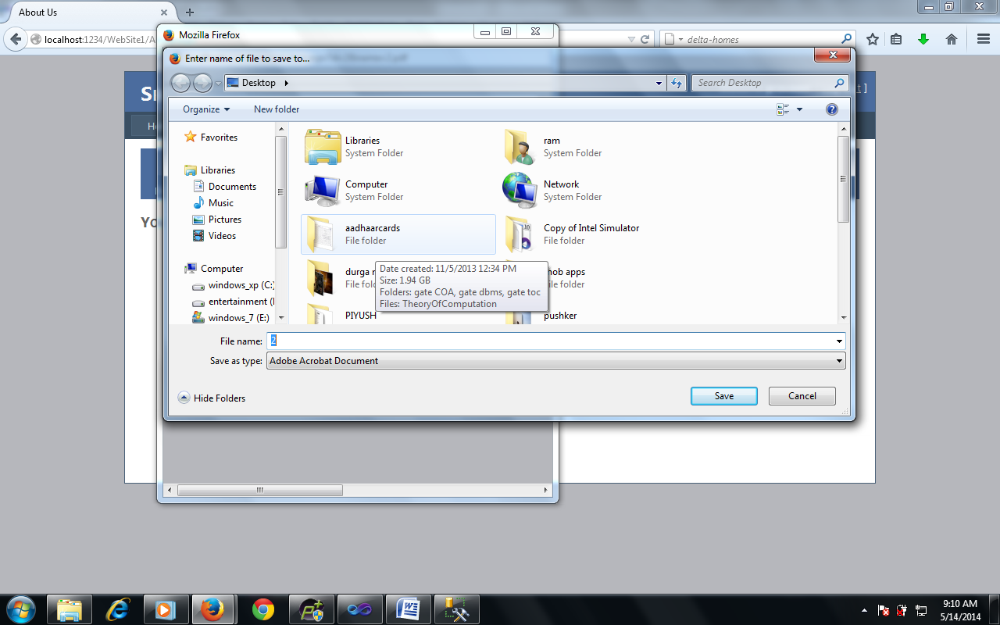 About Us
localhost:1234/WebSite1/A
delta-homes
Mozilla Firefox
Enter name of file to save to...
Desktop
Search Desktop
Organize
New folder
Favorites
Libraries
Documents
Music
Pictures
Videos
Computer
windows_xp (C:)
entertainment (
windows_7 (E:)
Libraries
System Folder
ram
System Folder
Computer
System Folder
Network
System Folder
aadhaarcards
File folder
Copy of Intel Simulator
File folder
durga
mob apps
File folder
PIYUSH
pushker
Date created: 11/5/2013 12:34 PM
Size: 1.94 GB
Folders: gate COA, gate dbms, gate toc
Files: TheoryOfComputation
File name: 2
Save as type: Adobe Acrobat Document
Hide Folders
Save
Cancel
9:10 AM
5/14/2014